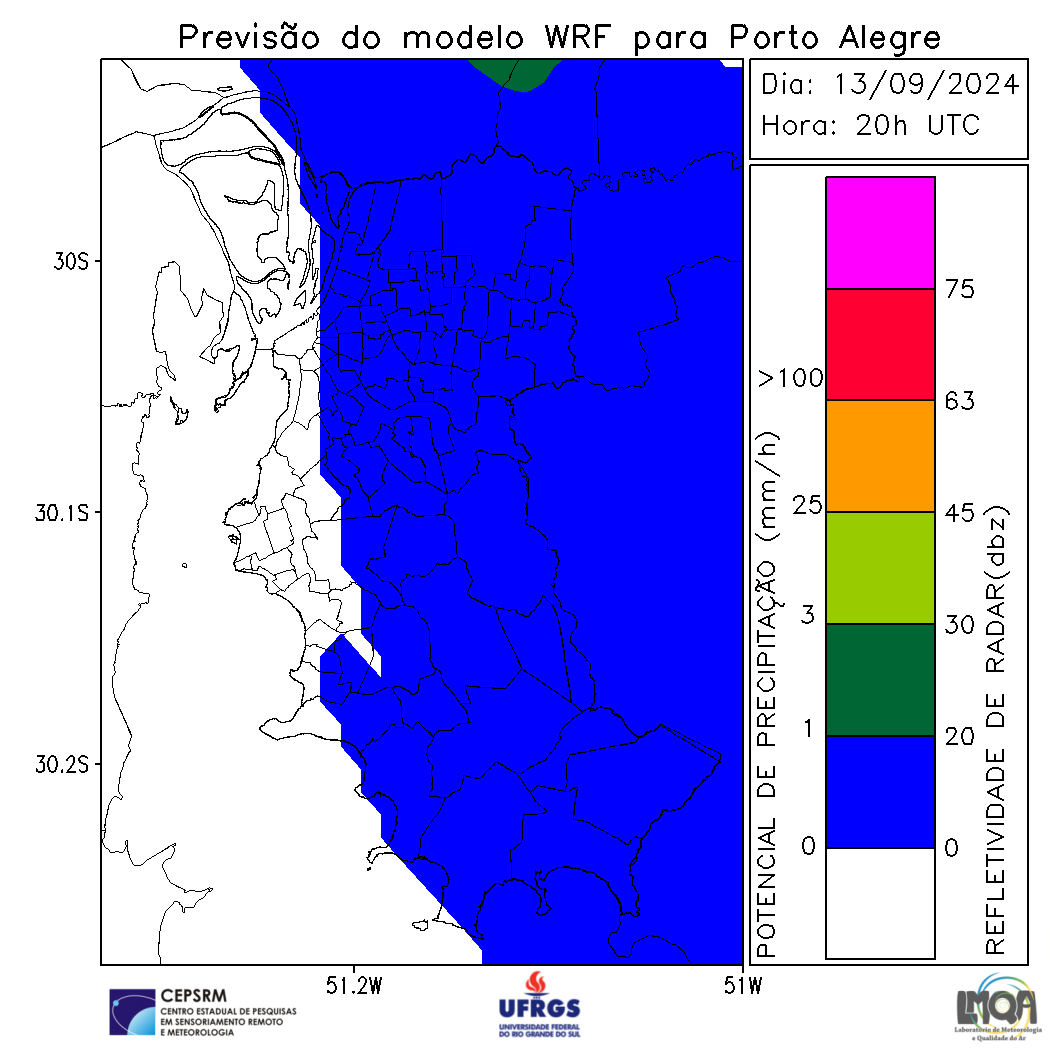 Previsão do modelo WRF para Porto Alegre
Dia: 13/09/2024
Hora: 20h UTC
30S
30.1S
30.2S
51.2W
51W
POTENCIAL DE PRECIPITAÇÃO (mm/h)
>100
25
3
1
0
75
63
45
30
20
0
REFLETIVIDADE DE RADAR(dbz)
CEPSRM
CENTRO ESTADUAL DE PESQUISAS
EM SENSORIAMENTO REMOTO
E METEOROLOGIA
UFRGS
UNIVERSIDADE FEDERAL
DO RIO GRANDE DO SUL
LMQA
Laboratório de Meteorologia
e Qualidade do Ar